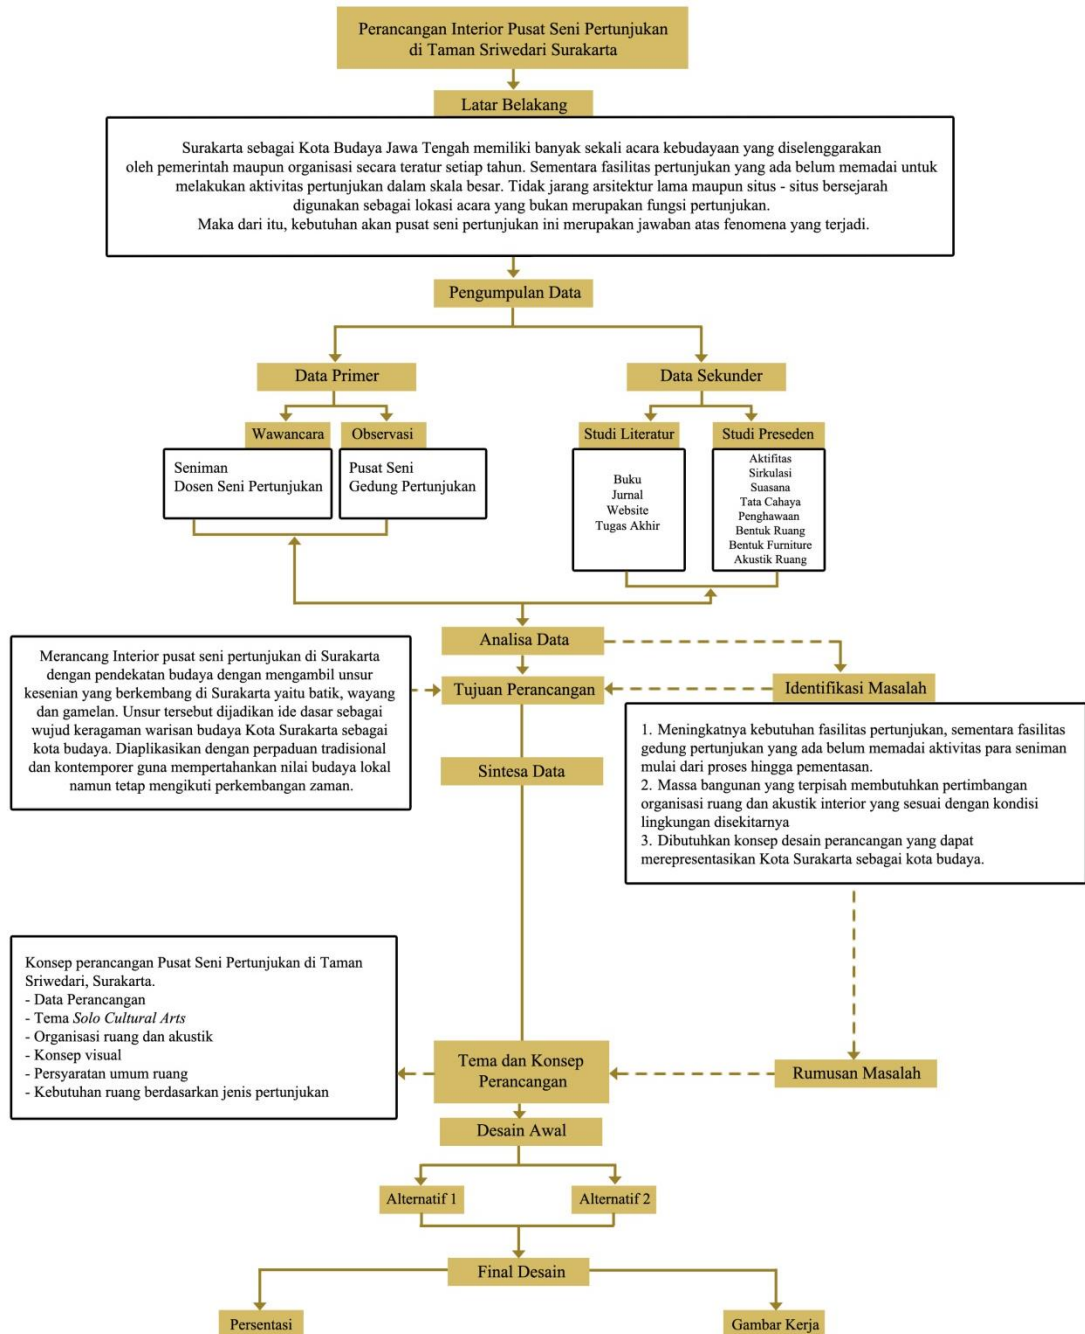 Perancangan Interior Pusat Seni Pertunjukan
di Taman Sriwedari Surakarta
Latar Belakang
Surakarta sebagai Kota Budaya Jawa Tengah memiliki banyak sekali acara kebudayaan yang diselenggarakan
oleh pemerintah maupun organisasi secara teratur setiap tahun. Sementara fasilitas pertunjukan yang ada belum memadai untuk
melakukan aktivitas pertunjukan dalam skala besar. Tidak jarang arsitektur lama maupun situs - situs bersejarah
digunakan sebagai lokasi acara yang bukan merupakan fungsi pertunjukan.
Maka dari itu, kebutuhan akan pusat seni pertunjukan ini merupakan jawaban atas fenomena yang terjadi.
Pengumpulan Data
Data Primer
Data Sekunder
Wawancara
Observasi
Studi Literatur
Studi Preseden
Seniman
Dosen Seni Pertunjukan
Pusat Seni
Gedung Pertunjukan
Buku
Jurnal
Website
Tugas Akhir
Aktifitas
Sirkulasi
Suasana
Tata Cahaya
Penghawaan
Bentuk Ruang
Bentuk Furniture
Akustik Ruang
Analisa Data
Merancang Interior pusat seni pertunjukan di Surakarta
dengan pendekatan budaya dengan mengambil unsur
kesenian yang berkembang di Surakarta yaitu batik, wayang
dan gamelan. Unsur tersebut dijadikan ide dasar sebagai
wujud keragaman warisan budaya Kota Surakarta sebagai
kota budaya. Diaplikasikan dengan perpaduan tradisional
dan kontemporer guna mempertahankan nilai budaya lokal
namun tetap mengikuti perkembangan zaman.
Tujuan Perancangan
Identifikasi Masalah
1. Meningkatnya kebutuhan fasilitas pertunjukan, sementara fasilitas
gedung pertunjukan yang ada belum memadai aktivitas para seniman
mulai dari proses hingga pementasan.
2. Massa bangunan yang terpisah membutuhkan pertimbangan
organisasi ruang dan akustik interior yang sesuai dengan kondisi
lingkungan disekitarnya
3. Dibutuhkan konsep desain perancangan yang dapat
merepresentasikan Kota Surakarta sebagai kota budaya.
Sintesa Data
Konsep perancangan Pusat Seni Pertunjukan di Taman
Sriwedari, Surakarta.
- Data Perancangan
- Tema Solo Cultural Arts
- Organisasi ruang dan akustik
- Konsep visual
- Persyaratan umum ruang
- Kebutuhan ruang berdasarkan jenis pertunjukan
Tema dan Konsep
Perancangan
Rumusan Masalah
Desain Awal
Alternatif 1
Alternatif 2
Final Desain
Persentasi
Gambar Kerja